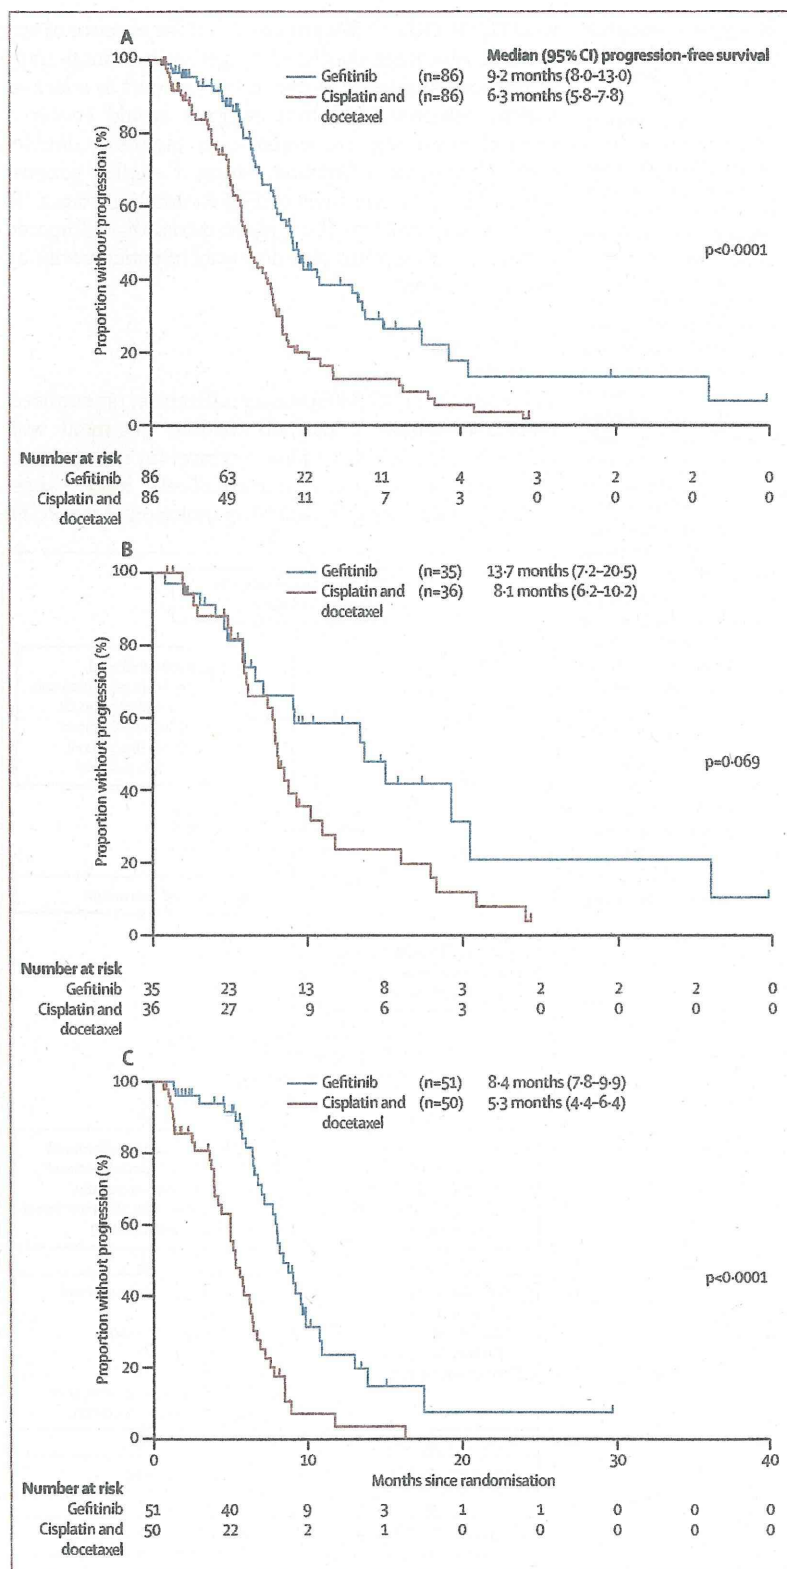 A
Median (95% CI) progression-free survival
Gefitinib (n=86) 9·2 months (8·0–13·0)
Cisplatin and (n=86) 6·3 months (5·8–7·8)
docetaxel
100
80
60
40
20
0
Proportion without progression (%)
p<0·0001
Number at risk
Gefitinib 86 63 22 11 4 3 2 2 0
Cisplatin and 86 49 11 7 3 0 0 0 0
docetaxel
B
Gefitinib (n=35) 13·7 months (7·2–20·5)
Cisplatin and (n=36) 8·1 months (6·2–10·2)
docetaxel
100
80
60
40
20
0
Proportion without progression (%)
p=0·069
Number at risk
Gefitinib 35 23 13 8 3 2 2 2 0
Cisplatin and 36 27 9 6 3 0 0 0 0
docetaxel
C
Gefitinib (n=51) 8·4 months (7·8–9·9)
Cisplatin and (n=50) 5·3 months (4·4–6·4)
docetaxel
100
80
60
40
20
0
Proportion without progression (%)
p<0·0001
0 10 20 30 40
Months since randomisation
Number at risk
Gefitinib 51 40 9 3 1 1 0 0 0
Cisplatin and 50 22 2 1 0 0 0 0 0
docetaxel